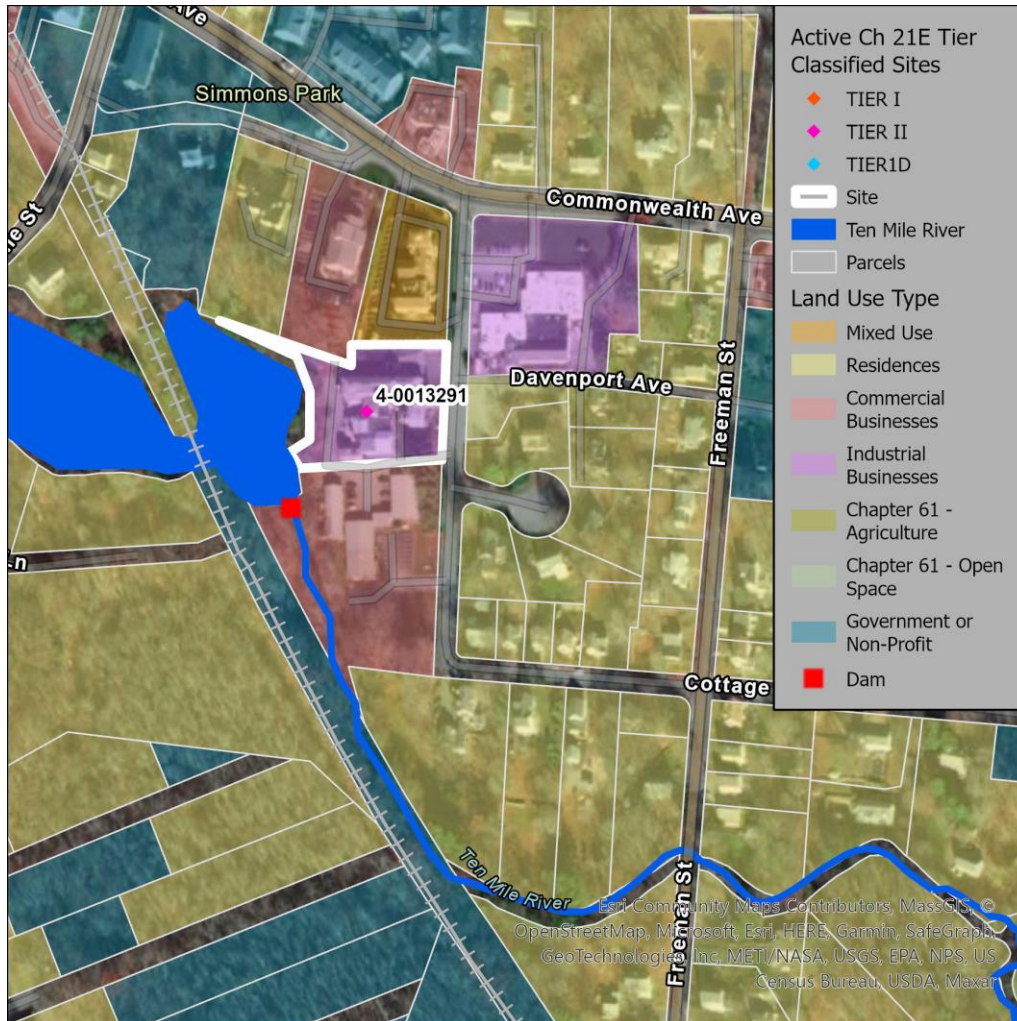 Ave
Simmons Park
Commonwealth Ave
4-0013291
Davenport Ave
Freeman St
Cottage
Ten Mile River
Freeman St
Active Ch 21E Tier
Classified Sites
TIER I
TIER II
TIER1D
Site
Ten Mile River
Parcels
Land Use Type
Mixed Use
Residences
Commercial
Businesses
Industrial
Businesses
Chapter 61 -
Agriculture
Chapter 61 - Open
Space
Government or
Non-Profit
Dam
Esri Community Maps Contributors, MassGIS, ©
OpenStreetMap, Microsoft, Esri, HERE, Garmin, SafeGraph,
GeoTechnologies, Inc, METI/NASA, USGS, EPA, NPS, US
Census Bureau, USDA, Maxar